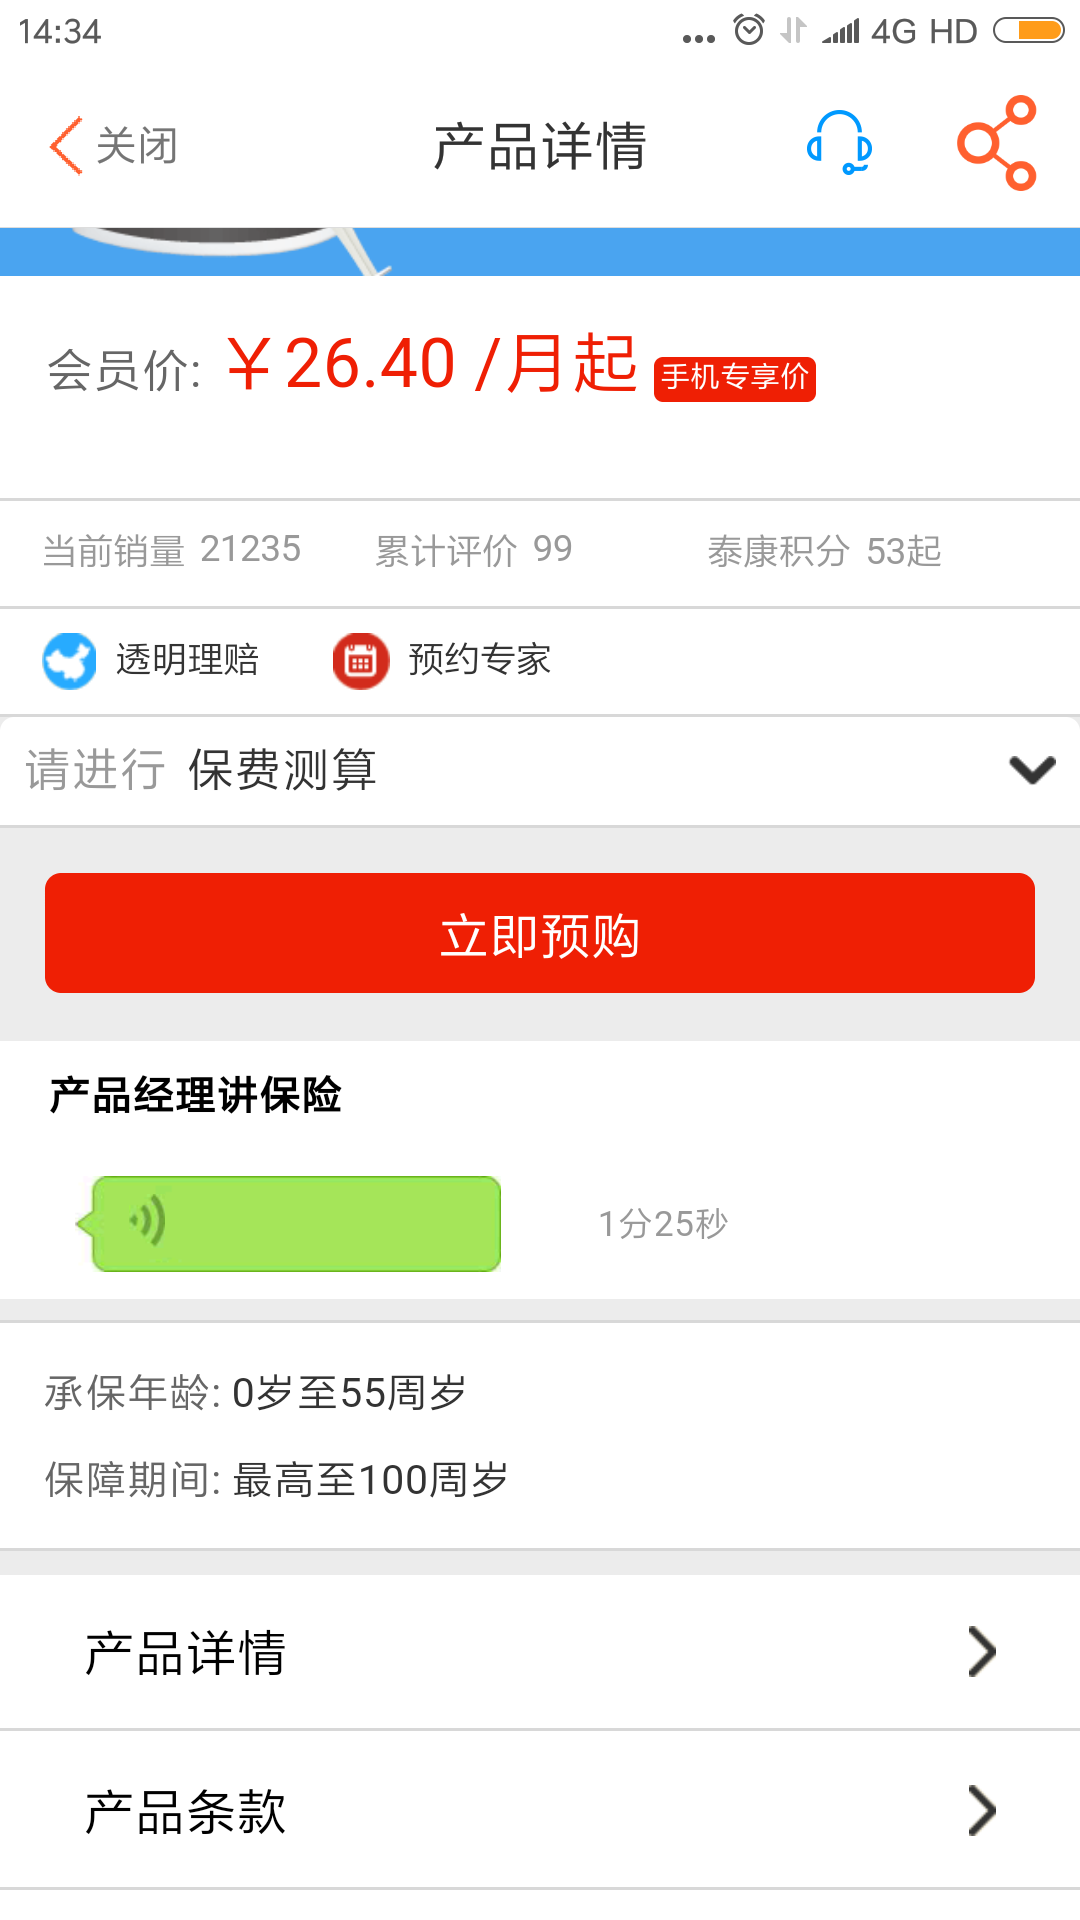 14:34 ... 4G HD
关闭 产品详情
会员价: ￥26.40 /月起 手机专享价
当前销量 21235 累计评价 99 泰康积分 53起
透明理赔 预约专家
请进行 保费测算
立即预购
产品经理讲保险
1分25秒
承保年龄: 0岁至55周岁
保障期间: 最高至100周岁
产品详情
产品条款